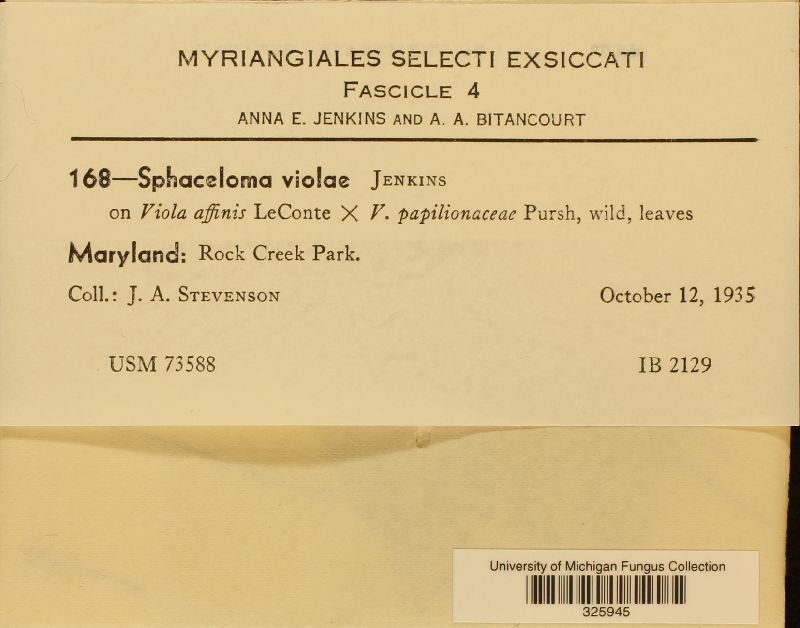 MYRIANGIALES SELECTI EXSICCATI
FASCICLE 4
ANNA E. JENKINS AND A. A. BITANCOURT
168—Sphaceloma violae JENKINS
on Viola affinis LeConte X V. papilionaceae Pursh, wild, leaves
Maryland: Rock Creek Park.
Coll.: J. A. STEVENSON October 12, 1935
USM 73588 IB 2129
University of Michigan Fungus Collection
325945